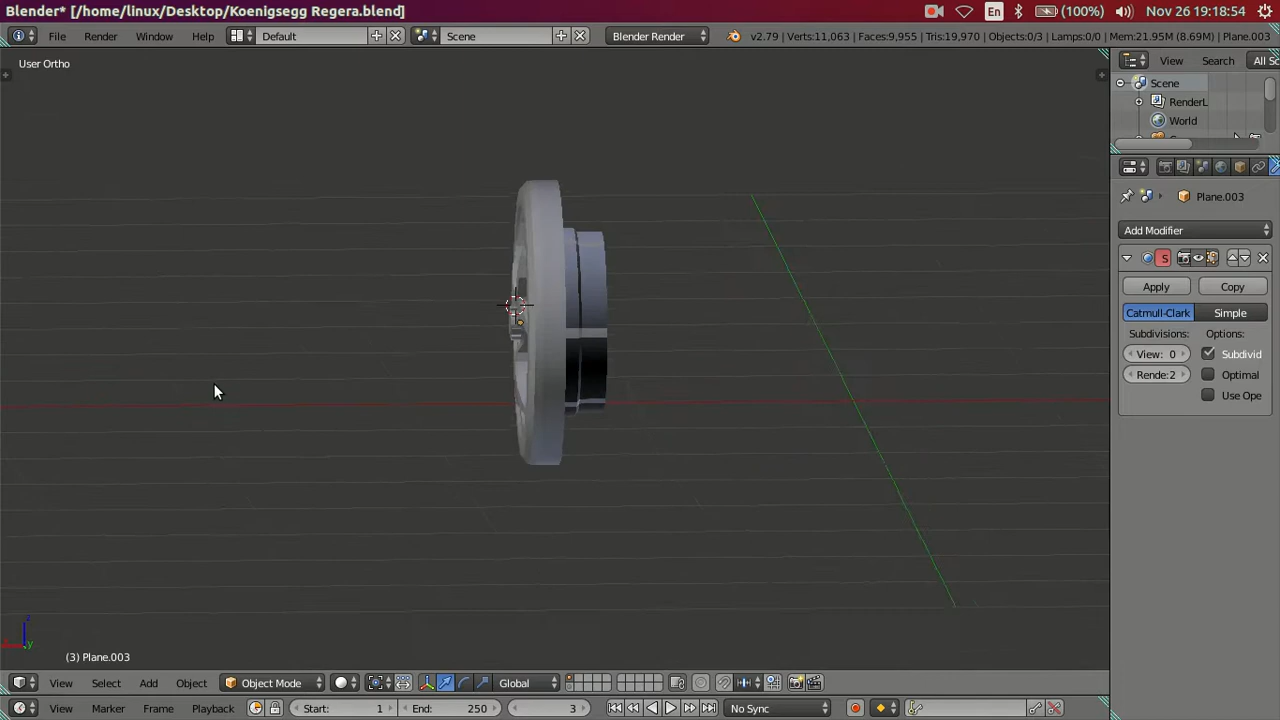 Blender* [/home/linux/Desktop/Koenigsegg Regera.blend]
En
(100%)
Nov 26 19:18:54
File Render Window Help
Default
Scene
Blender Render
v2.79 | Verts:11,063 | Faces:9,955 | Tris:19,970 | Objects:0/3 | Lamps:0/0 | Mem:21.95M (8.69M) | Plane.003
User Ortho
View Search All Sc
Scene
RenderL
World
Plane.003
Add Modifier
S
Apply Copy
Catmull-Clark Simple
Subdivisions: Options:
View: 0 Subdivid
Rende:2 Optimal
Use Ope
z
y
(3) Plane.003
View Select Add Object Object Mode Global
View Marker Frame Playback Start: 1 End: 250 3 No Sync